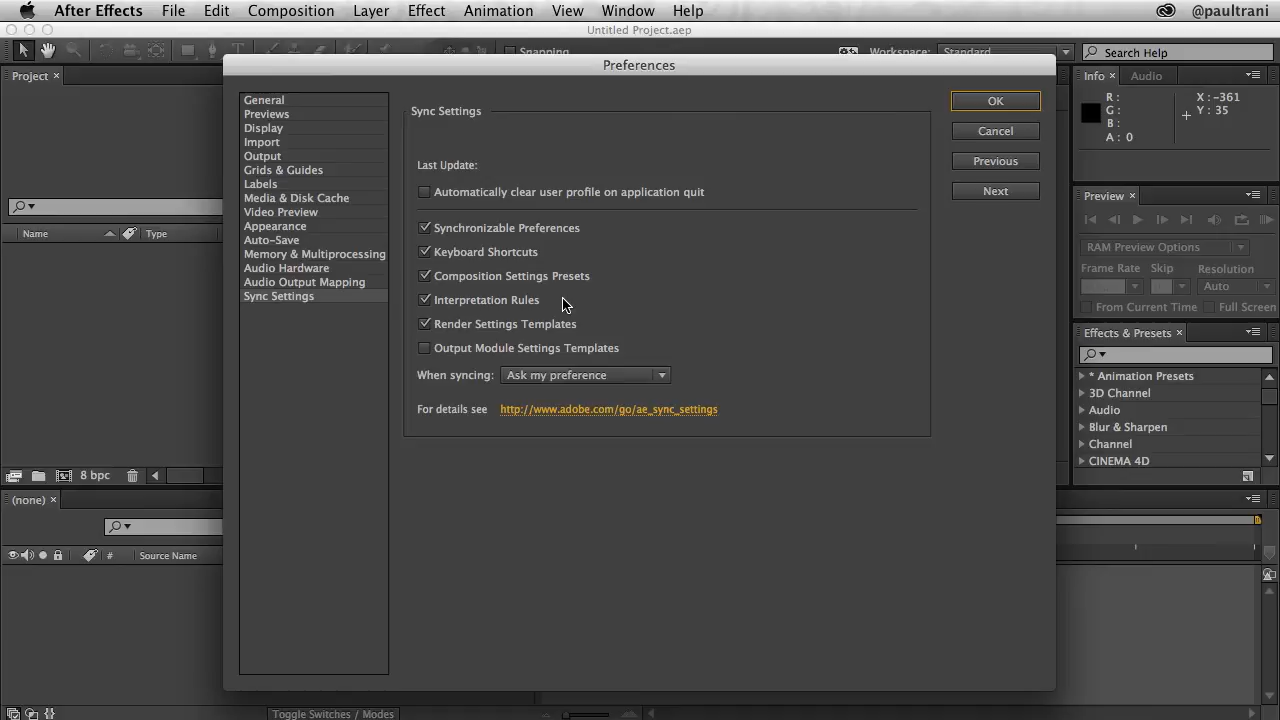 After Effects File Edit Composition Layer Effect Animation View Window Help @paultrani
Untitled Project.aep
Snapping Workspace: Standard Search Help
Preferences
Project
General
Previews
Display
Import
Output
Grids & Guides
Labels
Media & Disk Cache
Video Preview
Appearance
Auto-Save
Memory & Multiprocessing
Audio Hardware
Audio Output Mapping
Sync Settings
Sync Settings
Last Update:
Automatically clear user profile on application quit
Synchronizable Preferences
Keyboard Shortcuts
Composition Settings Presets
Interpretation Rules
Render Settings Templates
Output Module Settings Templates
When syncing: Ask my preference
For details see http://www.adobe.com/go/ae_sync_settings
OK
Cancel
Previous
Next
Info Audio
R: X: -361
G: Y: 35
B:
A: 0
Preview
RAM Preview Options
Frame Rate Skip Resolution
Auto
From Current Time Full Screen
Effects & Presets
* Animation Presets
3D Channel
Audio
Blur & Sharpen
Channel
CINEMA 4D
Name Type
8 bpc
(none)
# Source Name
Toggle Switches / Modes